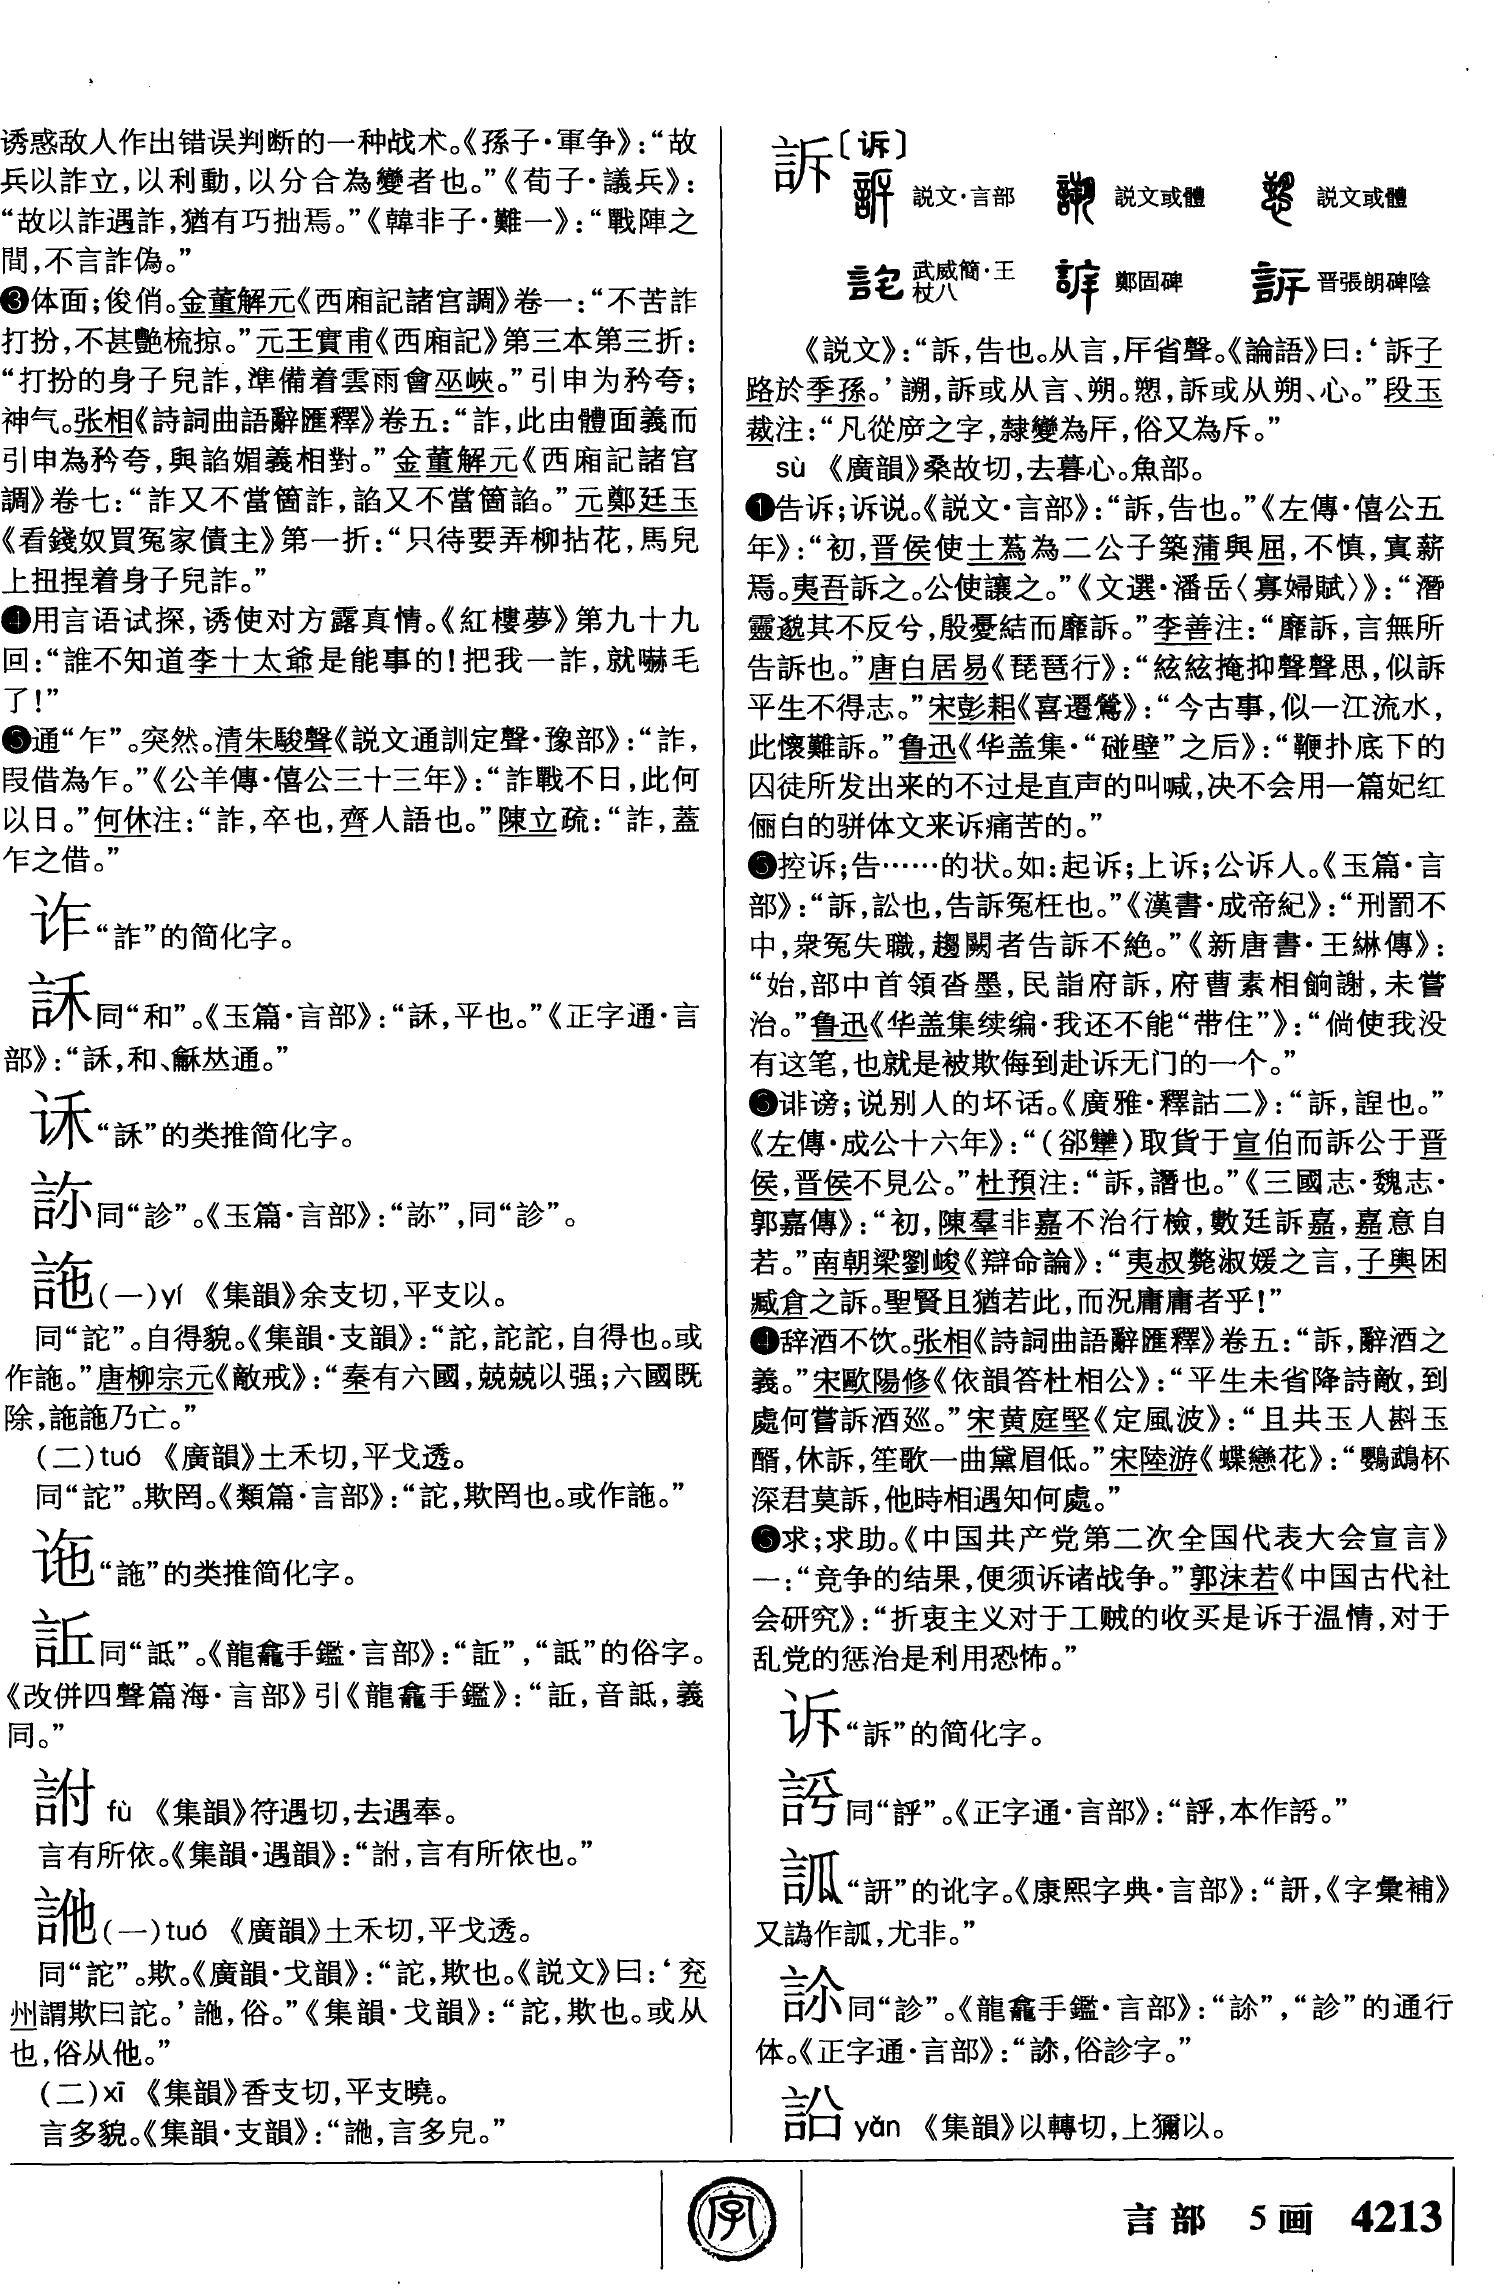 诱惑敌人作出错误判断的一种战术。《孫子·軍争》：“故
兵以詐立，以利動，以分合為變者也。”《荀子·議兵》：
“故以詐遇詐，猶有巧拙焉。”《韓非子·難一》：“戰陣之
間，不言詐偽。”
❸体面；俊俏。金董解元《西廂記諸宫調》卷一：“不苦詐
打扮，不甚艷梳掠。”元王實甫《西廂記》第三本第三折：
“打扮的身子兒詐，準備着雲雨會巫峽。”引申为矜夸；
神气。张相《詩詞曲語辭匯釋》卷五：“詐，此由體面義而
引申為矜夸，與諂媚義相對。”金董解元《西廂記諸宫
調》卷七：“詐又不當箇詐，諂又不當箇諂。”元鄭廷玉
《看錢奴買冤家債主》第一折：“只待要弄柳拈花，馬兒
上扭捏着身子兒詐。”
❹用言语试探，诱使对方露真情。《紅樓夢》第九十九
回：“誰不知道李十太爺是能事的！把我一詐，就嚇毛
了！”
❺通“乍”。突然。清朱駿聲《説文通訓定聲·豫部》：“詐，
叚借為乍。”《公羊傳·僖公三十三年》：“詐戰不日，此何
以日。”何休注：“詐，卒也，齊人語也。”陳立疏：“詐，蓋
乍之借。”
诈“詐”的简化字。
訸同“和”。《玉篇·言部》：“訸，平也。”《正字通·言
部》：“訸，和、龢𠀤通。”
䜣“訸”的类推简化字。
䛀同“診”。《玉篇·言部》：“䛀”，同“診”。
訑(一)yí 《集韻》余支切，平支以。
同“詑”。自得貌。《集韻·支韻》：“詑，詑詑，自得也。或
作訑。”唐柳宗元《敵戒》：“秦有六國，兢兢以强；六國既
除，訑訑乃亡。”
(二)tuó 《廣韻》土禾切，平戈透。
同“詑”。欺罔。《類篇·言部》：“詑，欺罔也。或作訑。”
“訑”的类推简化字。
同“詆”。《龍龕手鑑·言部》：“”，“詆”的俗字。
《改併四聲篇海·言部》引《龍龕手鑑》：“，音詆，義
同。”
詂 fù 《集韻》符遇切，去遇奉。
言有所依。《集韻·遇韻》：“詂，言有所依也。”
(一)tuó 《廣韻》土禾切，平戈透。
同“詑”。欺。《廣韻·戈韻》：“詑，欺也。《説文》曰：‘兖
州謂欺曰詑。’，俗。”《集韻·戈韻》：“詑，欺也。或从
也，俗从他。”
(二)xī 《集韻》香支切，平支曉。
言多貌。《集韻·支韻》：“，言多皃。”
訴〔诉〕
説文·言部 説文或體 説文或體
武威簡·王杖八 鄭固碑 晋張朗碑陰
《説文》：“訴，告也。从言，厈省聲。《論語》曰：‘訴子
路於季孫。’䛾，訴或从言、朔。愬，訴或从朔、心。”段玉
裁注：“凡從㡿之字，隸變為厈，俗又為斥。”
sù 《廣韻》桑故切，去暮心。魚部。
❶告诉；诉说。《説文·言部》：“訴，告也。”《左傳·僖公五
年》：“初，晋侯使士蔿為二公子築蒲與屈，不慎，寘薪
焉。夷吾訴之。公使讓之。”《文選·潘岳〈寡婦賦〉》：“潛
靈邈其不反兮，殷憂結而靡訴。”李善注：“靡訴，言無所
告訴也。”唐白居易《琵琶行》：“絃絃掩抑聲聲思，似訴
平生不得志。”宋彭耜《喜遷鶯》：“今古事，似一江流水，
此懷難訴。”鲁迅《华盖集·“碰壁”之后》：“鞭扑底下的
囚徒所发出来的不过是直声的叫喊，决不会用一篇妃红
俪白的骈体文来诉痛苦的。”
❷控诉；告……的状。如：起诉；上诉；公诉人。《玉篇·言
部》：“訴，訟也，告訴冤枉也。”《漢書·成帝紀》：“刑罰不
中，衆冤失職，趨闕者告訴不絶。”《新唐書·王綝傳》：
“始，部中首領沓墨，民詣府訴，府曹素相餉謝，未嘗
治。”鲁迅《华盖集续编·我还不能“带住”》：“倘使我没
有这笔，也就是被欺侮到赴诉无门的一个。”
❸诽谤；说别人的坏话。《廣雅·釋詁二》：“訴，諻也。”
《左傳·成公十六年》：“(郤犫)取貨于宣伯而訴公于晋
侯，晋侯不見公。”杜預注：“訴，譖也。”《三國志·魏志·
郭嘉傳》：“初，陳羣非嘉不治行檢，數廷訴嘉，嘉意自
若。”南朝梁劉峻《辯命論》：“夷叔斃淑媛之言，子輿困
臧倉之訴。聖賢且猶若此，而況庸庸者乎！”
❹辞酒不饮。张相《詩詞曲語辭匯釋》卷五：“訴，辭酒之
義。”宋歐陽修《依韻答杜相公》：“平生未省降詩敵，到
處何嘗訴酒巡。”宋黄庭堅《定風波》：“且共玉人斟玉
醑，休訴，笙歌一曲黛眉低。”宋陸游《蝶戀花》：“鸚鵡杯
深君莫訴，他時相遇知何處。”
❺求；求助。《中国共产党第二次全国代表大会宣言》
一：“竞争的结果，便须诉诸战争。”郭沫若《中国古代社
会研究》：“折衷主义对于工贼的收买是诉于温情，对于
乱党的惩治是利用恐怖。”
诉“訴”的简化字。
同“評”。《正字通·言部》：“評，本作。”
“訮”的讹字。《康熙字典·言部》：“訮，《字彙補》
又譌作，尤非。”
同“診”。《龍龕手鑑·言部》：“”，“診”的通行
体。《正字通·言部》：“，俗診字。”
詽 yǎn 《集韻》以轉切，上獮以。
字
言部 5画 4213